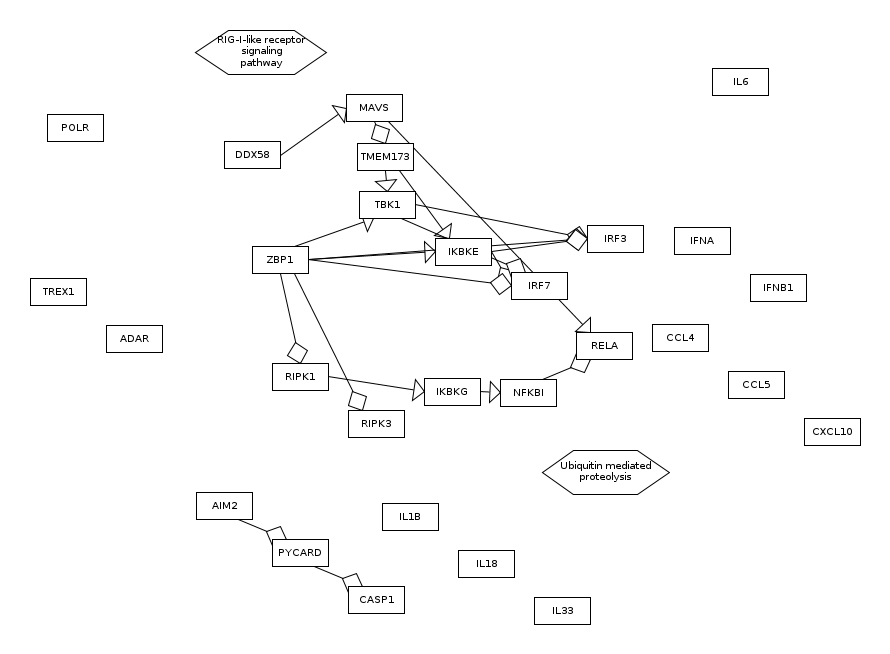 RIG-I-like receptor
signaling
pathway
IL6
MAVS
POLR
DDX58
TMEM173
TBK1
IRF3
IFNA
IKBKE
ZBP1
IRF7
IFNB1
TREX1
ADAR
CCL4
RELA
RIPK1
CCL5
IKBKG
NFKBI
RIPK3
CXCL10
Ubiquitin mediated
proteolysis
AIM2
IL1B
PYCARD
IL18
CASP1
IL33